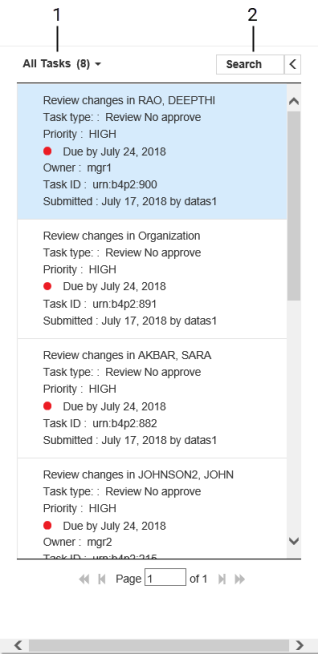 1 2
All Tasks (8)
Search
Review changes in RAO, DEEPTHI
Task type: : Review No approve
Priority : HIGH
Due by July 24, 2018
Owner : mgr1
Task ID : urn:b4p2:900
Submitted : July 17, 2018 by datas1
Review changes in Organization
Task type: : Review No approve
Priority : HIGH
Due by July 24, 2018
Task ID : urn:b4p2:891
Submitted : July 17, 2018 by datas1
Review changes in AKBAR, SARA
Task type: : Review No approve
Priority : HIGH
Due by July 24, 2018
Task ID : urn:b4p2:882
Submitted : July 17, 2018 by datas1
Review changes in JOHNSON2, JOHN
Task type: : Review No approve
Priority : HIGH
Due by July 24, 2018
Owner : mgr2
Task ID : urn:b4p2:215
Page 1 of 1